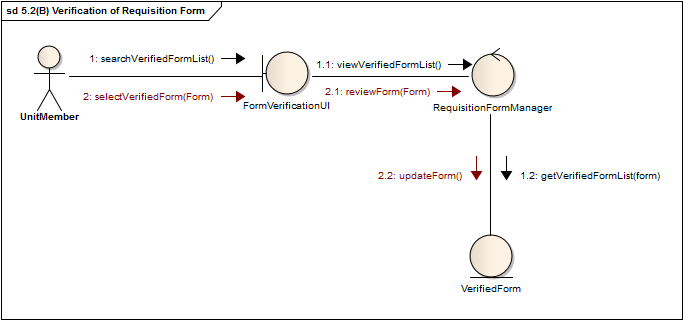 sd 5.2(B) Verification of Requisition Form
1: searchVerifiedFormList()
1.1: viewVerifiedFormList()
2: selectVerifiedForm(Form)
2.1: reviewForm(Form)
UnitMember
FormVerificationUI
RequisitionFormManager
2.2: updateForm()
1.2: getVerifiedFormList(form)
VerifiedForm